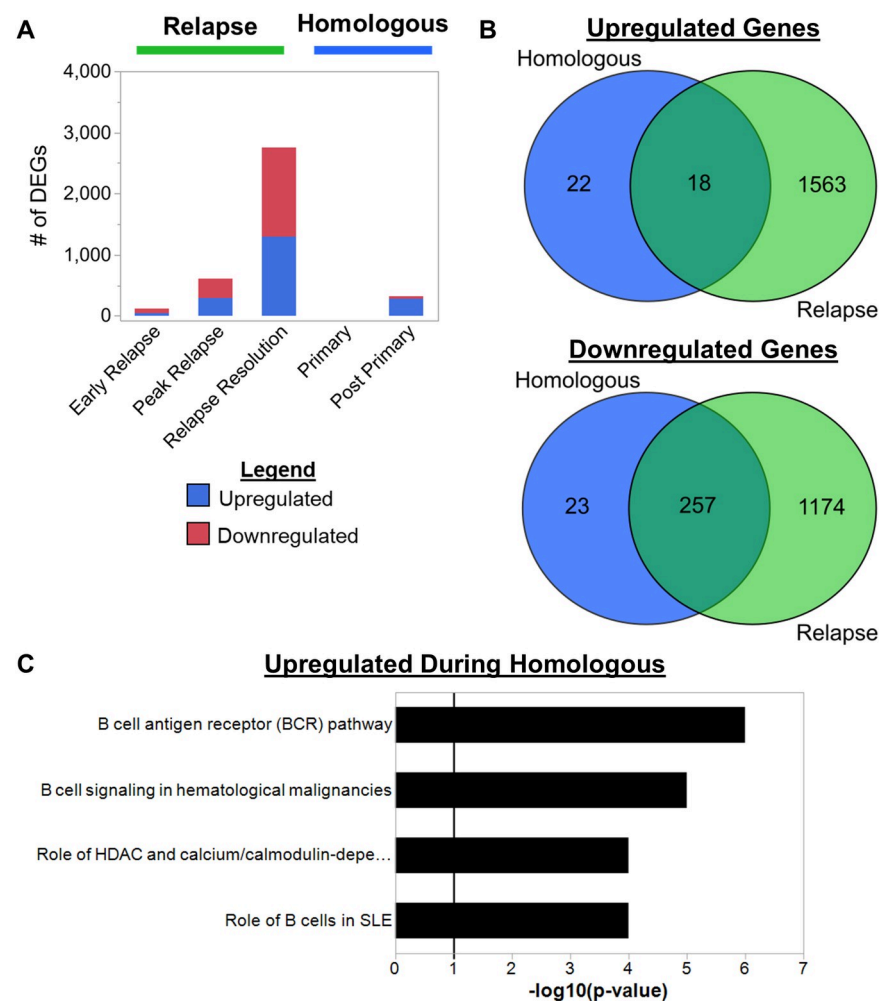 A
Relapse
Homologous
4,000
3,000
2,000
1,000
0
# of DEGs
Early Relapse
Peak Relapse
Relapse Resolution
Primary
Post Primary
Legend
Upregulated
Downregulated
B
Upregulated Genes
Homologous
22
18
1563
Relapse
Downregulated Genes
Homologous
23
257
1174
Relapse
C
Upregulated During Homologous
B cell antigen receptor (BCR) pathway
B cell signaling in hematological malignancies
Role of HDAC and calcium/calmodulin-depe...
Role of B cells in SLE
0 1 2 3 4 5 6 7
-log10(p-value)